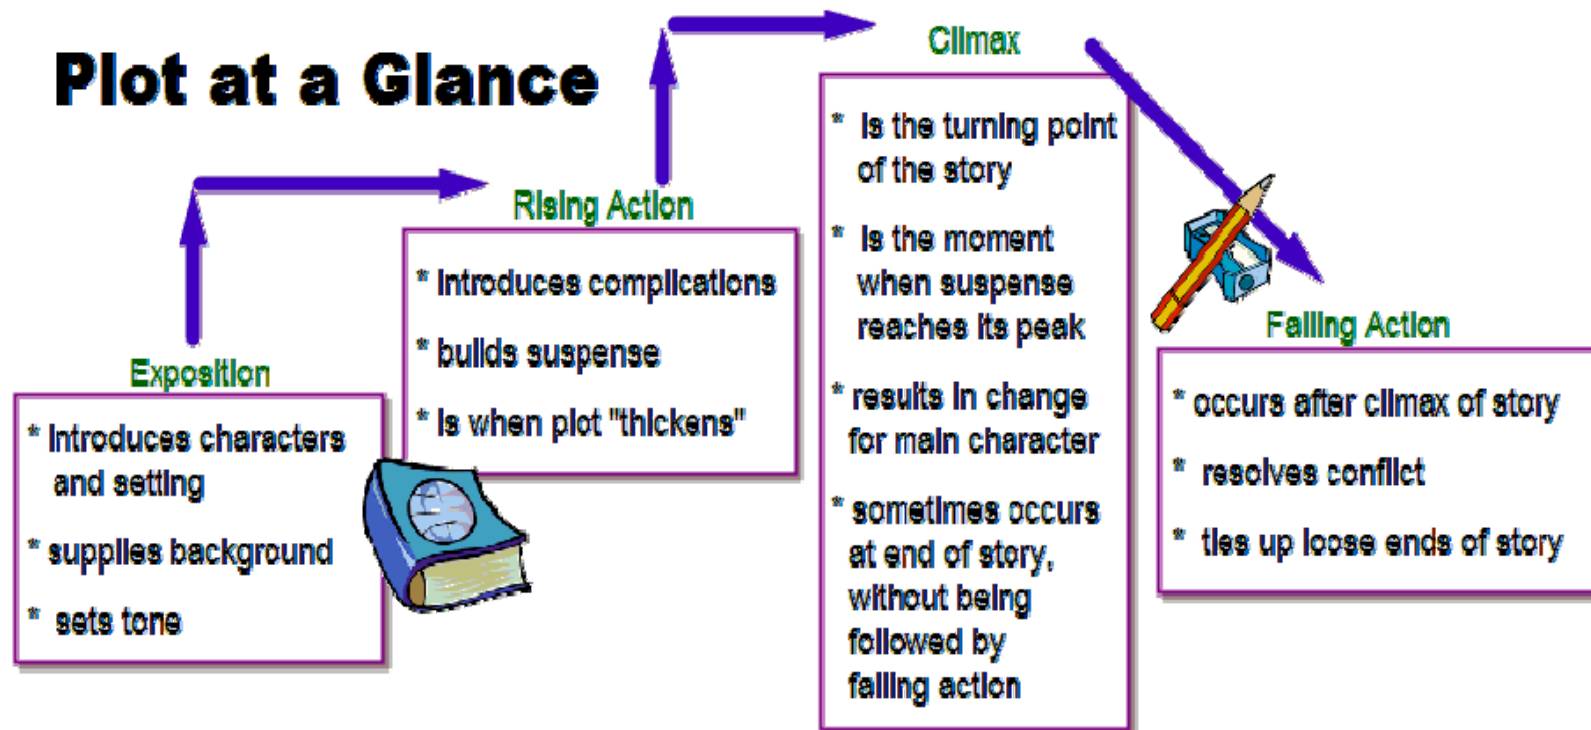 Plot at a Glance
Exposition
* Introduces characters
and setting
* supplies background
* sets tone
Rising Action
* Introduces complications
* builds suspense
* Is when plot "thickens"
Climax
* Is the turning point
of the story
* Is the moment
when suspense
reaches its peak
* results in change
for main character
* sometimes occurs
at end of story,
without being
followed by
falling action
Falling Action
* occurs after climax of story
* resolves conflict
* ties up loose ends of story